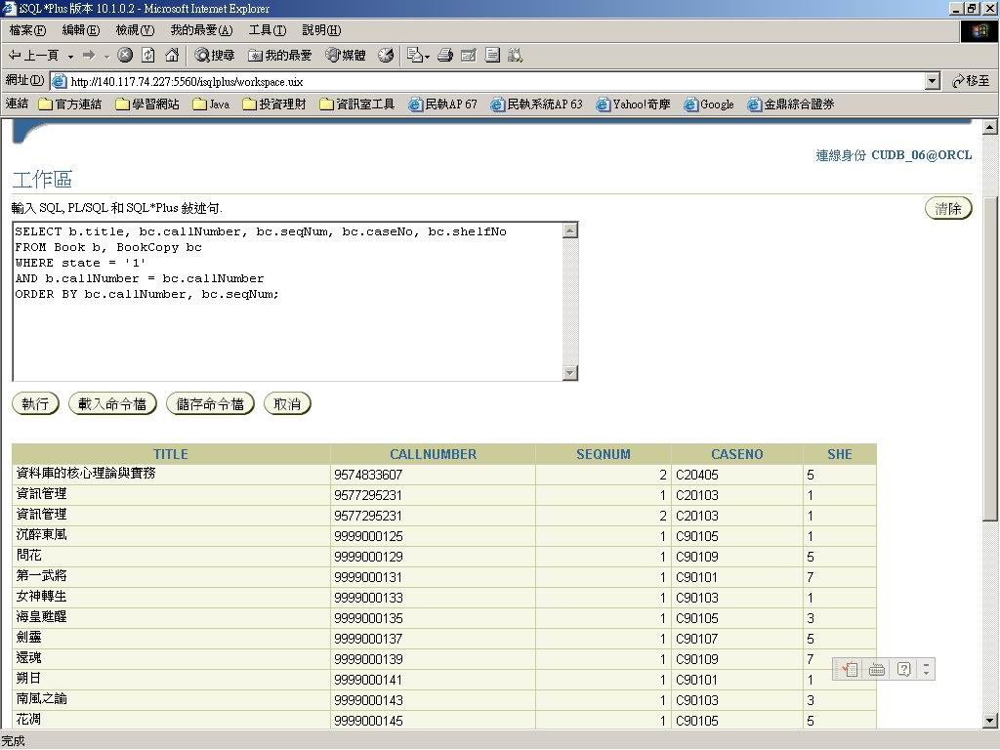 iSQL*Plus 版本 10.1.0.2 - Microsoft Internet Explorer
檔案(F) 編輯(E) 檢視(V) 我的最愛(A) 工具(T) 說明(H)
上一頁 搜尋 我的最愛 媒體
網址(D) http://140.117.74.227:5560/isqlplus/workspace.uix 移至
連結 官方連結 學習網站 Java 投資理財 資訊室工具 民執AP 67 民執系統AP 63 Yahoo!奇摩 Google 金鼎綜合證券
連線身份 CUDB_06@ORCL
工作區
輸入 SQL, PL/SQL 和 SQL*Plus 敘述句. 清除
SELECT b.title, bc.callNumber, bc.seqNum, bc.caseNo, bc.shelfNo
FROM Book b, BookCopy bc
WHERE state = '1'
AND b.callNumber = bc.callNumber
ORDER BY bc.callNumber, bc.seqNum;
執行 載入命令檔 儲存命令檔 取消
TITLE CALLNUMBER SEQNUM CASENO SHE
資料庫的核心理論與實務 9574833607 2 C20405 5
資訊管理 9577295231 1 C20103 1
資訊管理 9577295231 2 C20103 1
沉醉東風 9999000125 1 C90105 1
問花 9999000129 1 C90109 5
第一武將 9999000131 1 C90101 7
女神轉生 9999000133 1 C90103 1
海皇甦醒 9999000135 1 C90105 3
劍靈 9999000137 1 C90107 5
還魂 9999000139 1 C90109 7
朔日 9999000141 1 C90101 1
南風之諭 9999000143 1 C90103 3
花凋 9999000145 1 C90105 5
完成